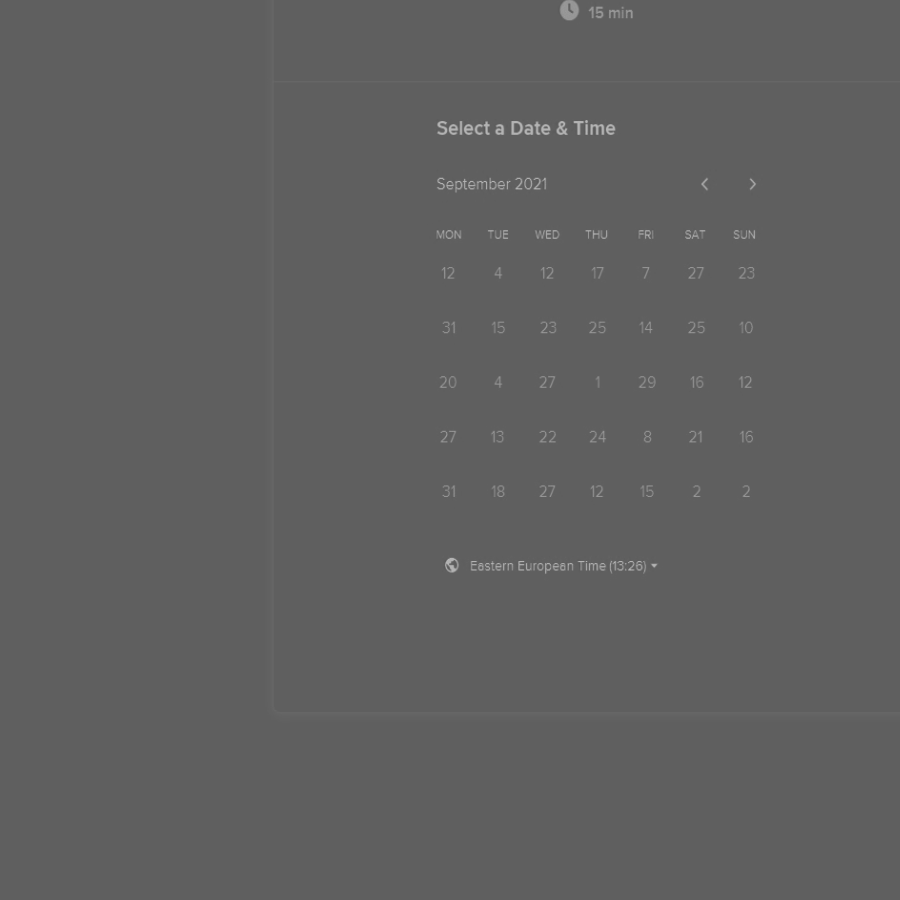 15 min
Select a Date & Time
September 2021
MON TUE WED THU FRI SAT SUN
12 4 12 17 7 27 23
31 15 23 25 14 25 10
20 4 27 1 29 16 12
27 13 22 24 8 21 16
31 18 27 12 15 2 2
Eastern European Time (13:26)